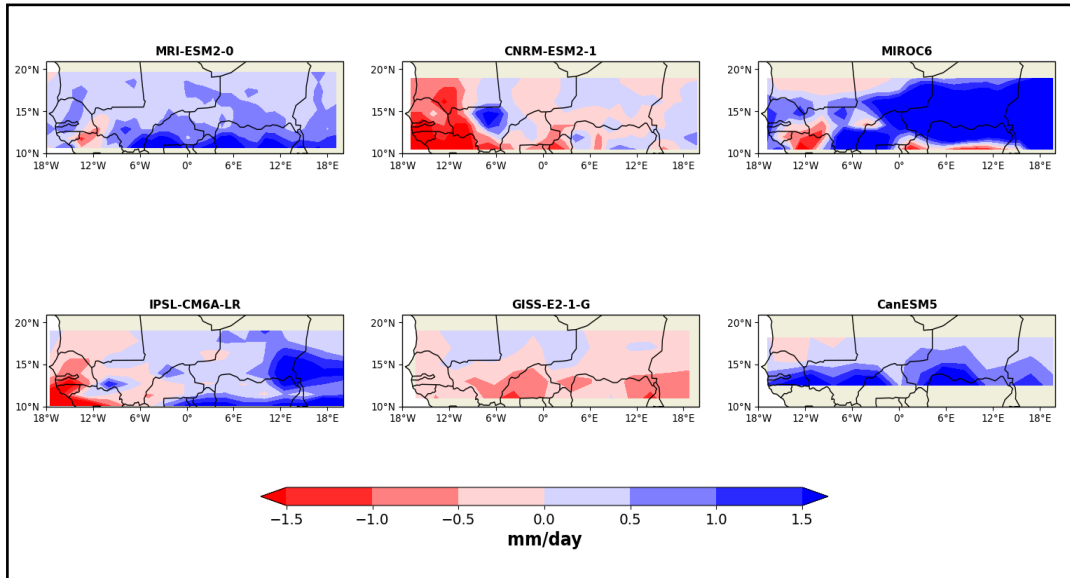 MRI-ESM2-0 CNRM-ESM2-1 MIROC6
20°N 20°N 20°N
15°N 15°N 15°N
10°N 10°N 10°N
18°W 12°W 6°W 0° 6°E 12°E 18°E 18°W 12°W 6°W 0° 6°E 12°E 18°E 18°W 12°W 6°W 0° 6°E 12°E 18°E
IPSL-CM6A-LR GISS-E2-1-G CanESM5
20°N 20°N 20°N
15°N 15°N 15°N
10°N 10°N 10°N
18°W 12°W 6°W 0° 6°E 12°E 18°E 18°W 12°W 6°W 0° 6°E 12°E 18°E 18°W 12°W 6°W 0° 6°E 12°E 18°E
−1.5 −1.0 −0.5 0.0 0.5 1.0 1.5
mm/day